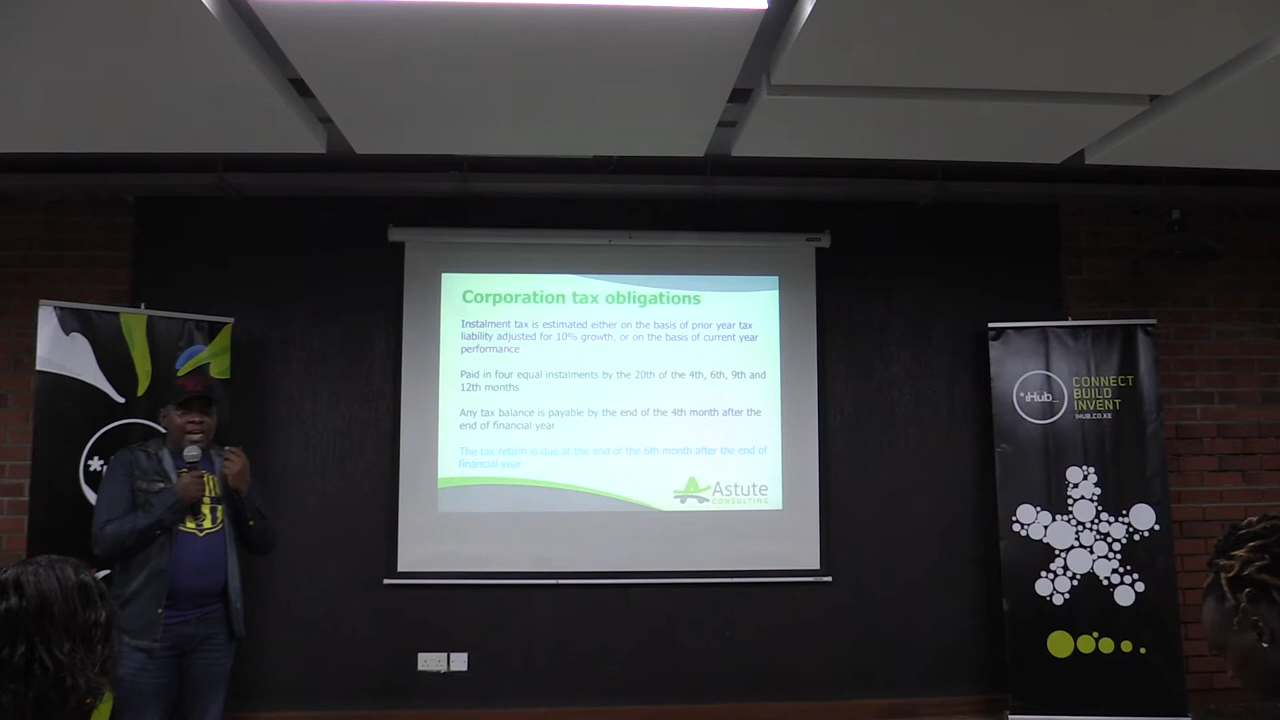 Corporation tax obligations
Instalment tax is estimated either on the basis of prior year tax
liability adjusted for 10% growth, or on the basis of current year
performance
Paid in four equal instalments by the 20th of the 4th, 6th, 9th and
12th months
Any tax balance is payable by the end of the 4th month after the
end of financial year
The tax return is due at the end of the 6th month after the end of
financial year
Astute
CONSULTING
*iHub_
CONNECT
BUILD
INVENT
IHUB.CO.KE